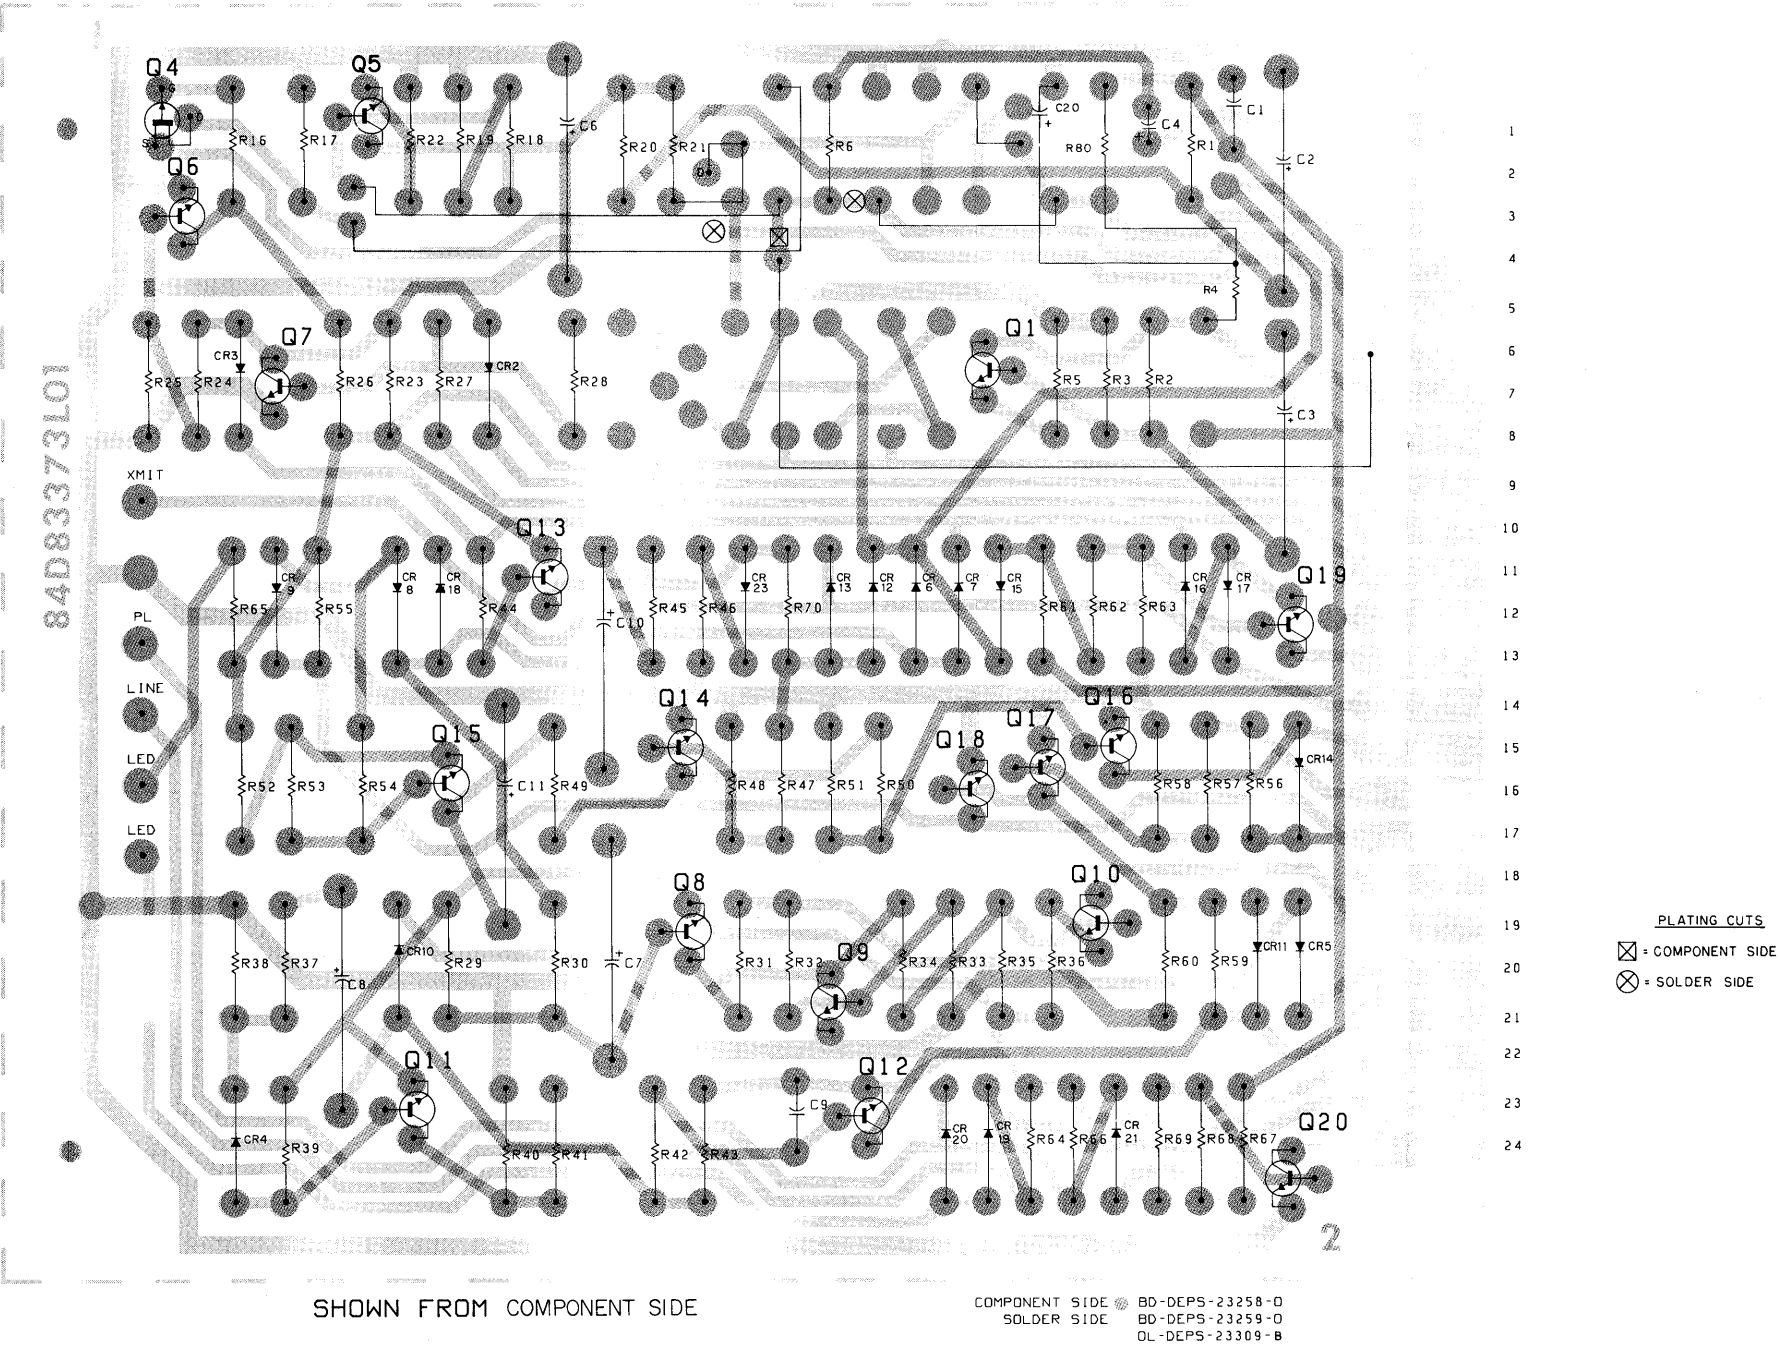 Q4 Q5
G
D
S
R16 R17 R22 R19 R18 C6 R20 R21 R6 C20 R80 C4 R1 C1 C2 1
D 2
Q6
3
4
R4
5
Q7 Q1
CR3 CR2 6
R25 R24 R26 R23 R27 R28 R5 R3 R2 7
C3
8
84D83373L01
XMIT
9
10
Q13
Q19
CR 9 CR 8 CR 18 CR 23 CR 13 CR 12 CR 6 CR 7 CR 15 CR 16 CR 17 11
R65 R55 R44 C10 R45 R46 R70 R61 R62 R63 12
PL
13
LINE
Q14 Q16 14
Q15 Q17
Q18 15
LED CR14
R52 R53 R54 C11 R49 R48 R47 R51 R50 R58 R57 R56 16
LED 17
18
Q8 Q10
19
CR10 Q9 CR11 CR5
R38 R37 C8 R29 R30 C7 R31 R32 R34 R33 R35 R36 R60 R59 20
21
22
Q11 Q12
C9 23
Q20
CR4 R39 R40 R41 R42 R43 CR 20 CR 19 R64 R66 CR 21 R69 R68 R67 24
2
PLATING CUTS
= COMPONENT SIDE
= SOLDER SIDE
SHOWN FROM COMPONENT SIDE
COMPONENT SIDE BD-DEPS-23258-O
SOLDER SIDE BD-DEPS-23259-O
OL-DEPS-23309-B